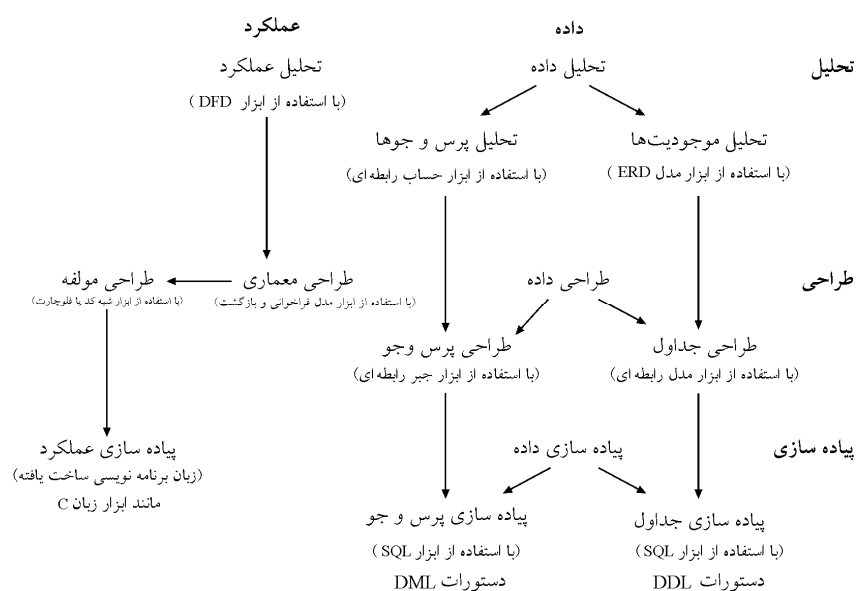 داده
عملکرد
تحلیل
تحلیل داده
تحلیل عملکرد
(با استفاده از ابزار DFD)
تحلیل موجودیت‌ها
تحلیل پرس و جوها
(با استفاده از ابزار مدل ERD)
(با استفاده از ابزار حساب رابطه ای)
طراحی
طراحی داده
طراحی معماری
طراحی مولفه
(با استفاده از ابزار مدل فراخوانی و بازگشت)
(با استفاده از ابزار شبه کد یا فلوچارت)
طراحی جداول
طراحی پرس وجو
(با استفاده از ابزار مدل رابطه ای)
(با استفاده از ابزار جبر رابطه ای)
پیاده سازی
پیاده سازی داده
پیاده سازی عملکرد
(زبان برنامه نویسی ساخت یافته)
مانند ابزار زبان C
پیاده سازی جداول
پیاده سازی پرس و جو
(با استفاده از ابزار SQL)
(با استفاده از ابزار SQL)
دستورات DDL
دستورات DML